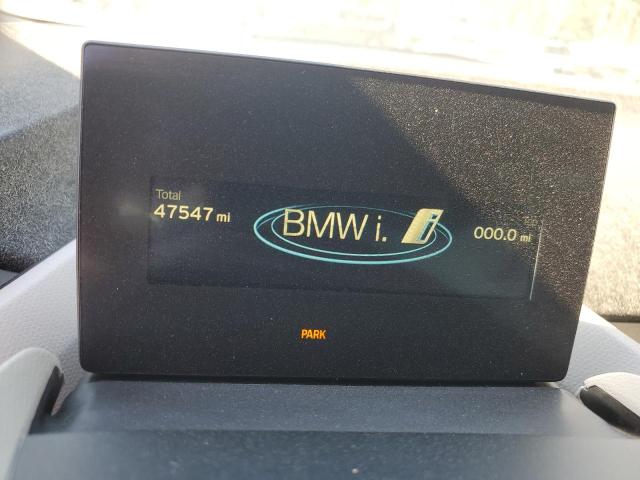 Total
47547 mi
BMW i. i
000.0 mi
PARK